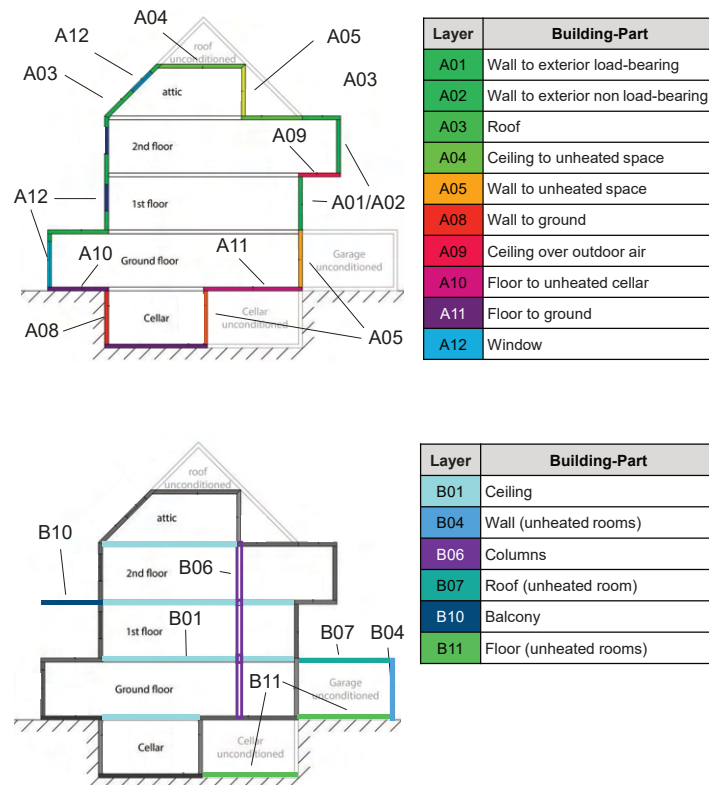 A04
A12
A05
A03
A03
roof
unconditioned
attic
2nd floor
A09
A12
1st floor
A01/A02
A10
Ground floor
A11
Garage
unconditioned
A08
Cellar
Cellar
unconditioned
A05
Layer Building-Part
A01 Wall to exterior load-bearing
A02 Wall to exterior non load-bearing
A03 Roof
A04 Ceiling to unheated space
A05 Wall to unheated space
A08 Wall to ground
A09 Ceiling over outdoor air
A10 Floor to unheated cellar
A11 Floor to ground
A12 Window
roof
unconditioned
attic
B10
2nd floor
B06
B01
1st floor
B07
B04
Ground floor
B11
Garage
unconditioned
Cellar
Cellar
unconditioned
Layer Building-Part
B01 Ceiling
B04 Wall (unheated rooms)
B06 Columns
B07 Roof (unheated room)
B10 Balcony
B11 Floor (unheated rooms)